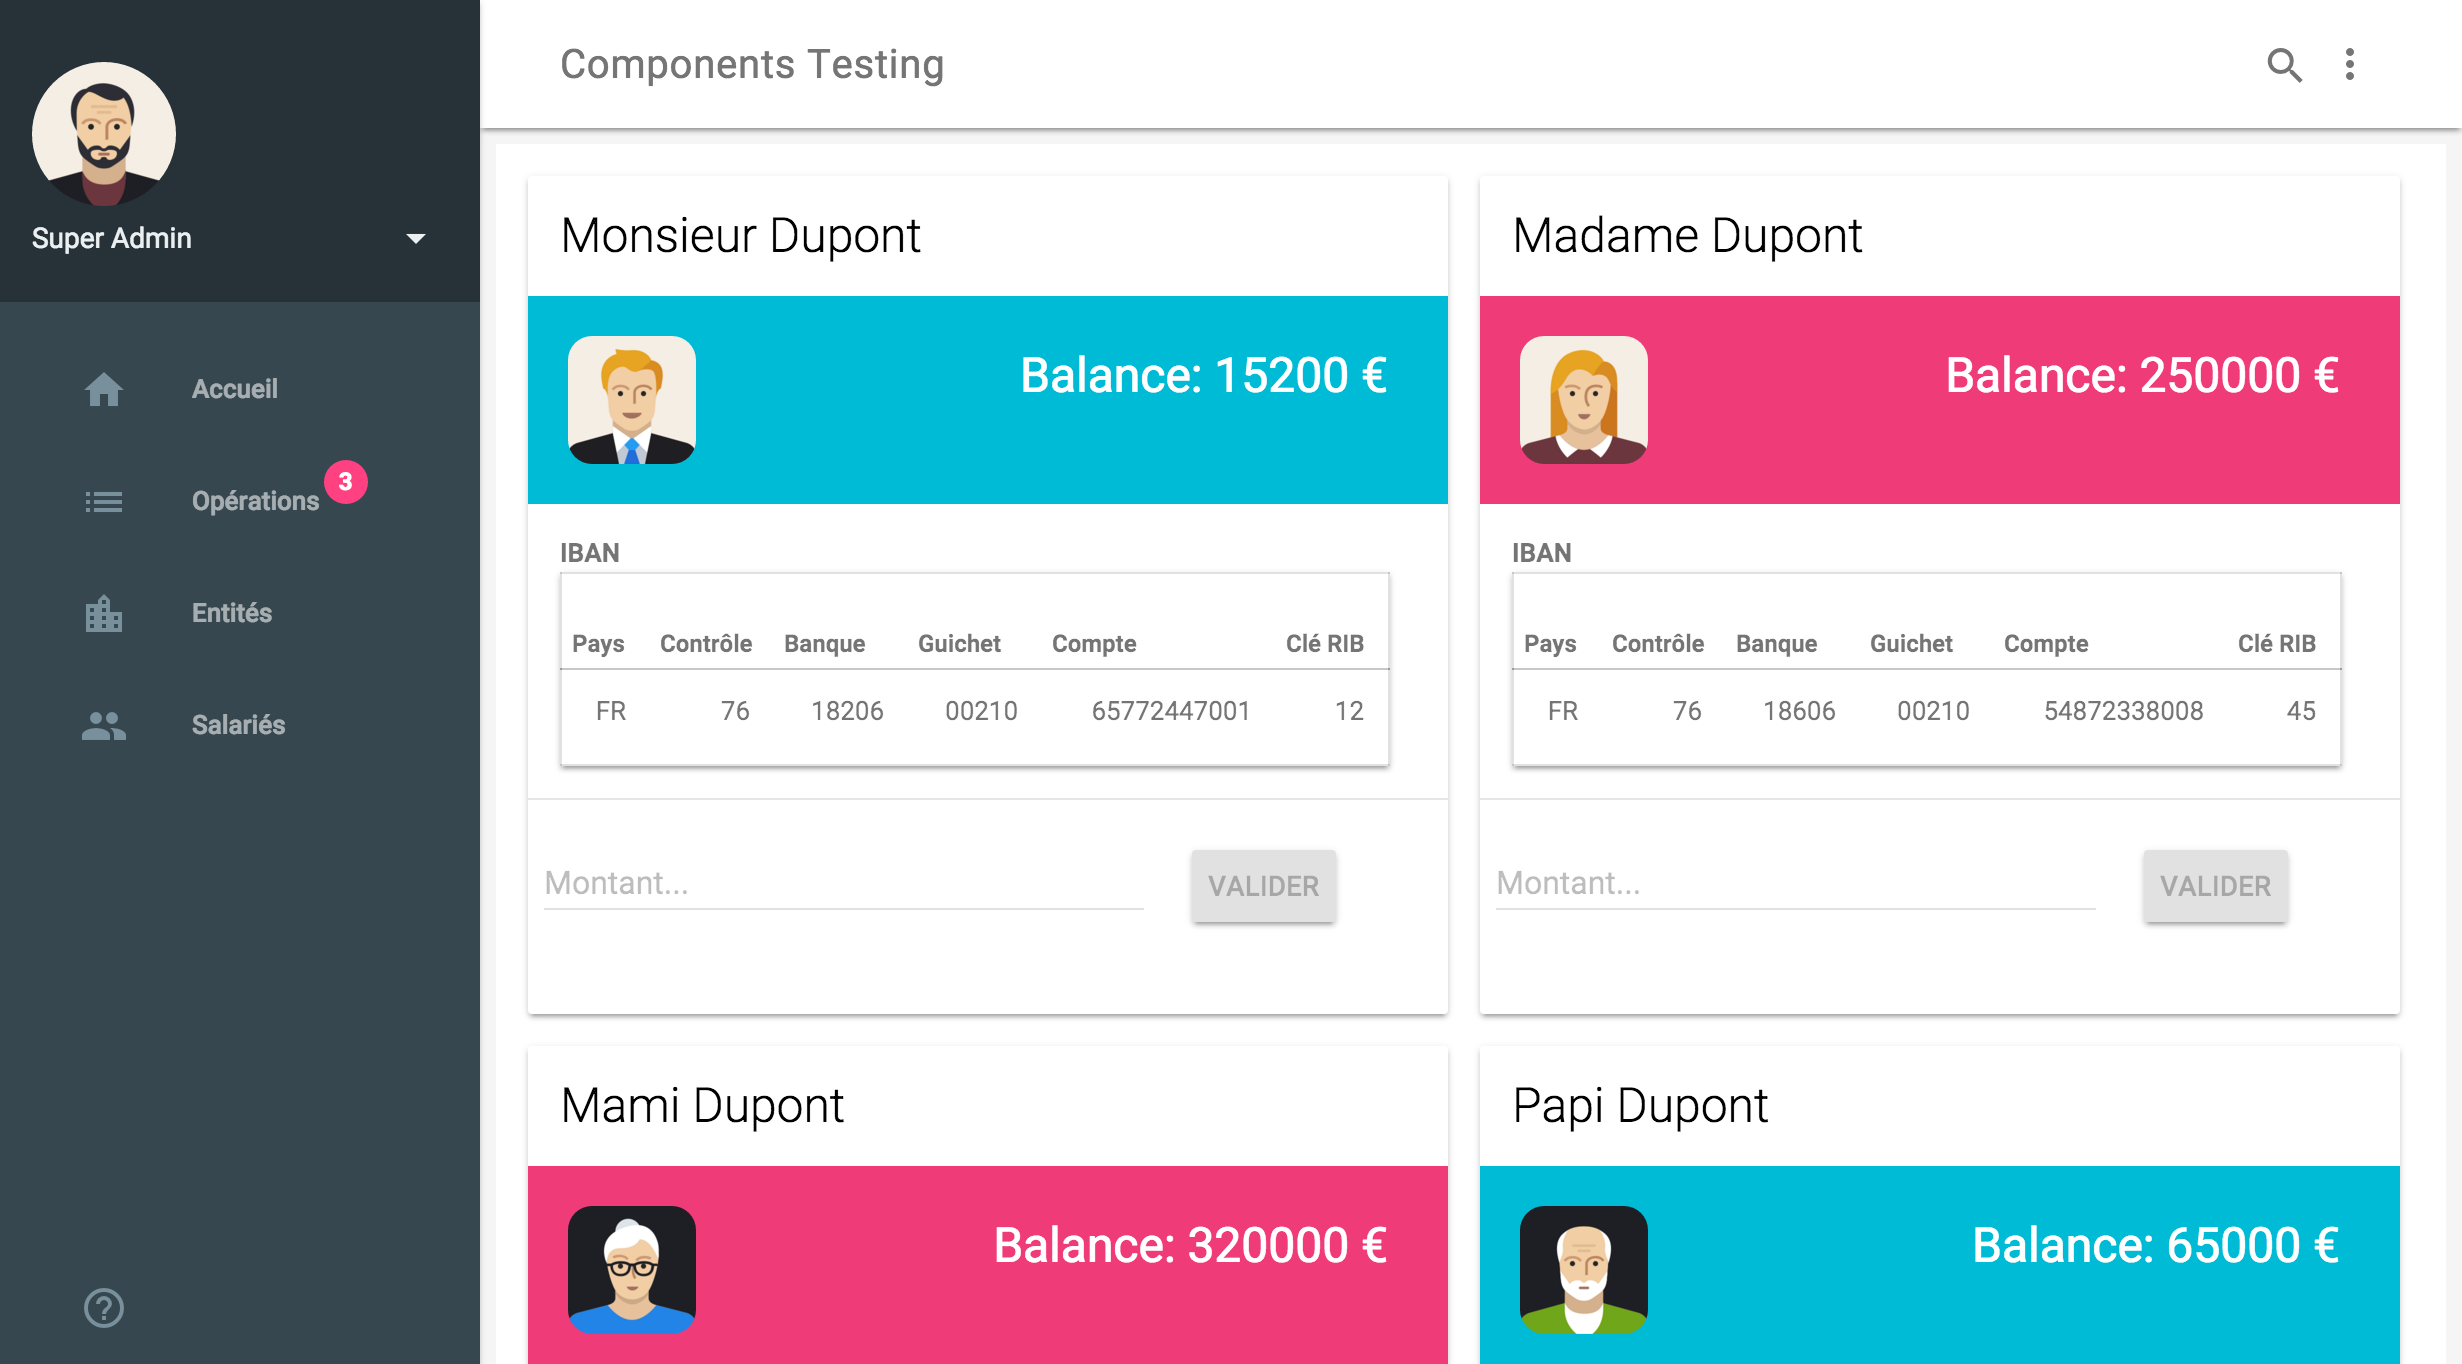 Super Admin
Accueil
Opérations 3
Entités
Salariés
Components Testing
Monsieur Dupont
Balance: 15200 €
IBAN
Pays Contrôle Banque Guichet Compte Clé RIB
FR 76 18206 00210 65772447001 12
Montant...
VALIDER
Madame Dupont
Balance: 250000 €
IBAN
Pays Contrôle Banque Guichet Compte Clé RIB
FR 76 18606 00210 54872338008 45
Montant...
VALIDER
Mami Dupont
Balance: 320000 €
Papi Dupont
Balance: 65000 €